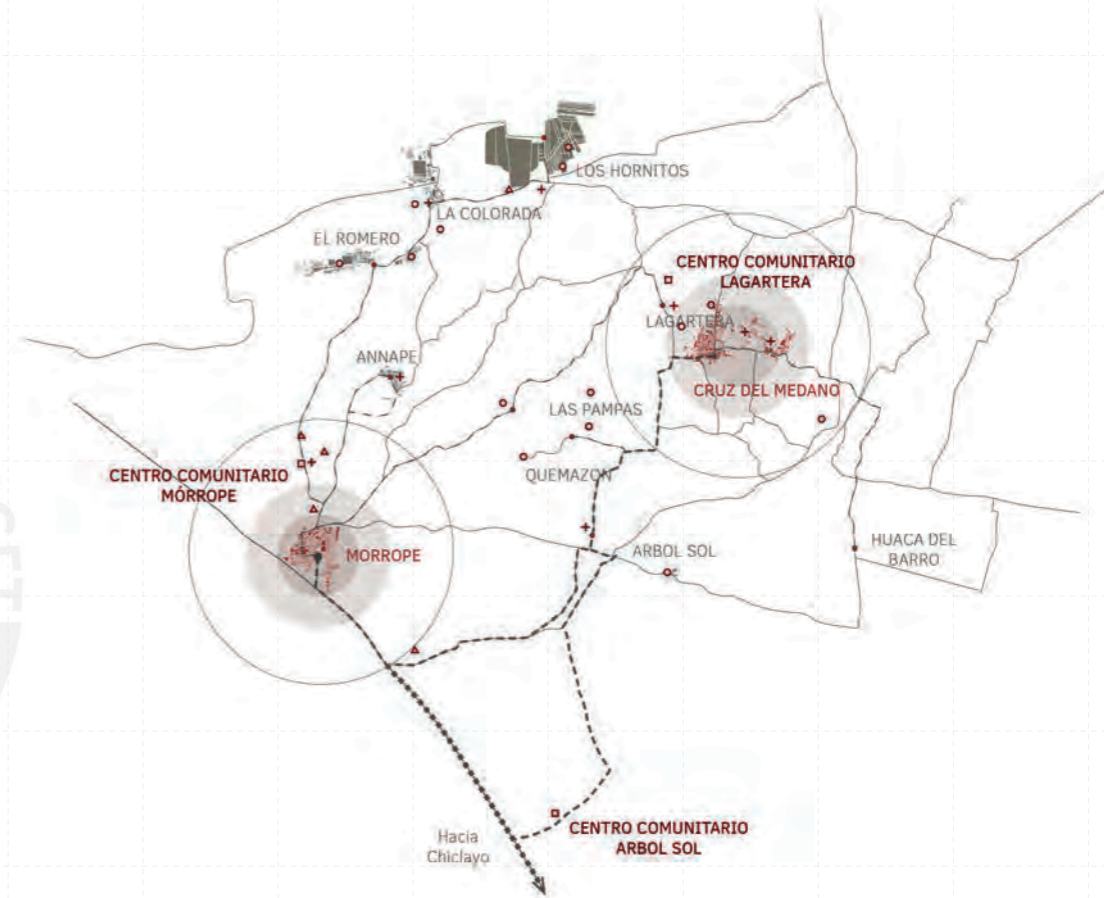 LOS HORNITOS
LA COLORADA
EL ROMERO
CENTRO COMUNITARIO
LAGARTERA
LAGARTERA
ANNAPE
CRUZ DEL MEDANO
LAS PAMPAS
CENTRO COMUNITARIO
MÓRROPE
QUEMAZON
MORROPE
ARBOL SOL
HUACA DEL
BARRO
CENTRO COMUNITARIO
ARBOL SOL
Hacia
Chiclayo